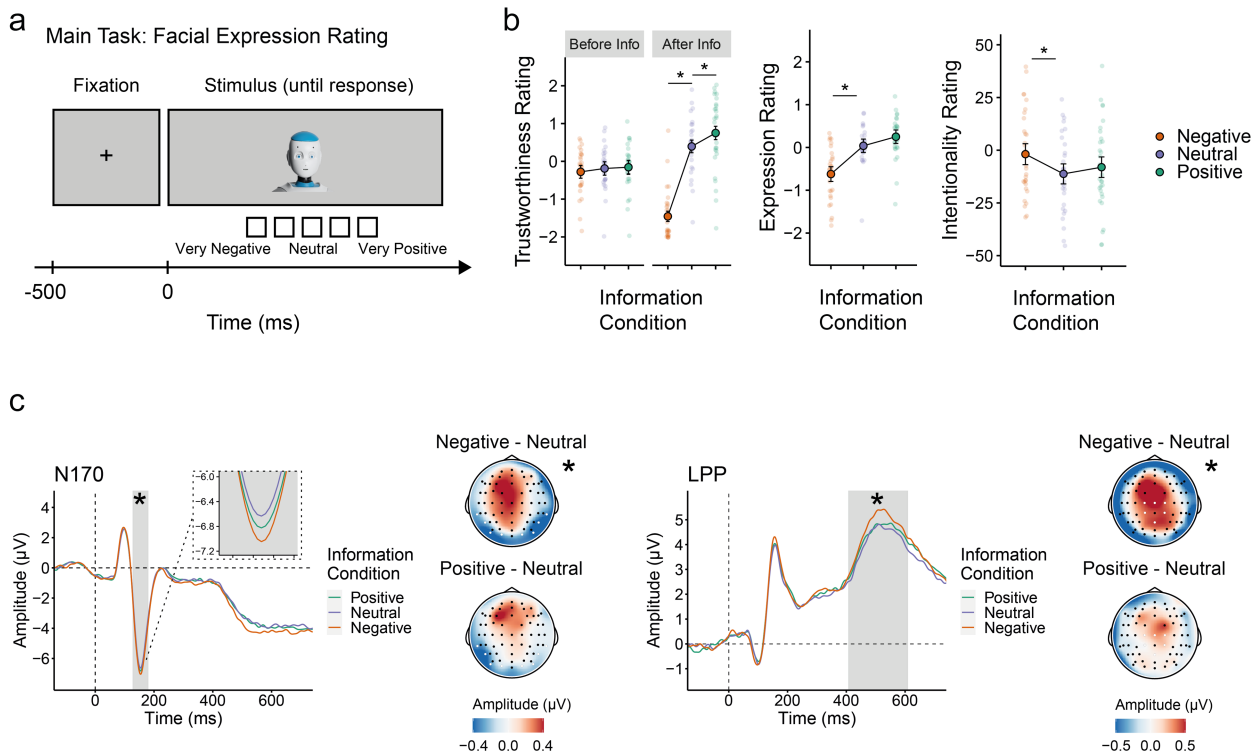 a
Main Task: Facial Expression Rating
Fixation
Stimulus (until response)
+
Very Negative
Neutral
Very Positive
-500
0
Time (ms)
b
Before Info
After Info
Trustworthiness Rating
2
1
0
−1
−2
*
*
Information
Condition
Expression Rating
2
1
0
−1
−2
*
Information
Condition
Intentionality Rating
50
25
0
−25
−50
*
Information
Condition
Negative
Neutral
Positive
c
N170
Amplitude (µV)
4
2
0
−2
−4
−6
*
−6.0
−6.4
−6.8
−7.2
0
200
400
600
Time (ms)
Information
Condition
Positive
Neutral
Negative
Negative - Neutral
*
Positive - Neutral
Amplitude (µV)
−0.4
0.0
0.4
LPP
Amplitude (µV)
5
4
3
2
1
0
−1
*
0
200
400
600
Time (ms)
Information
Condition
Positive
Neutral
Negative
Negative - Neutral
*
Positive - Neutral
Amplitude (µV)
−0.5
0.0
0.5